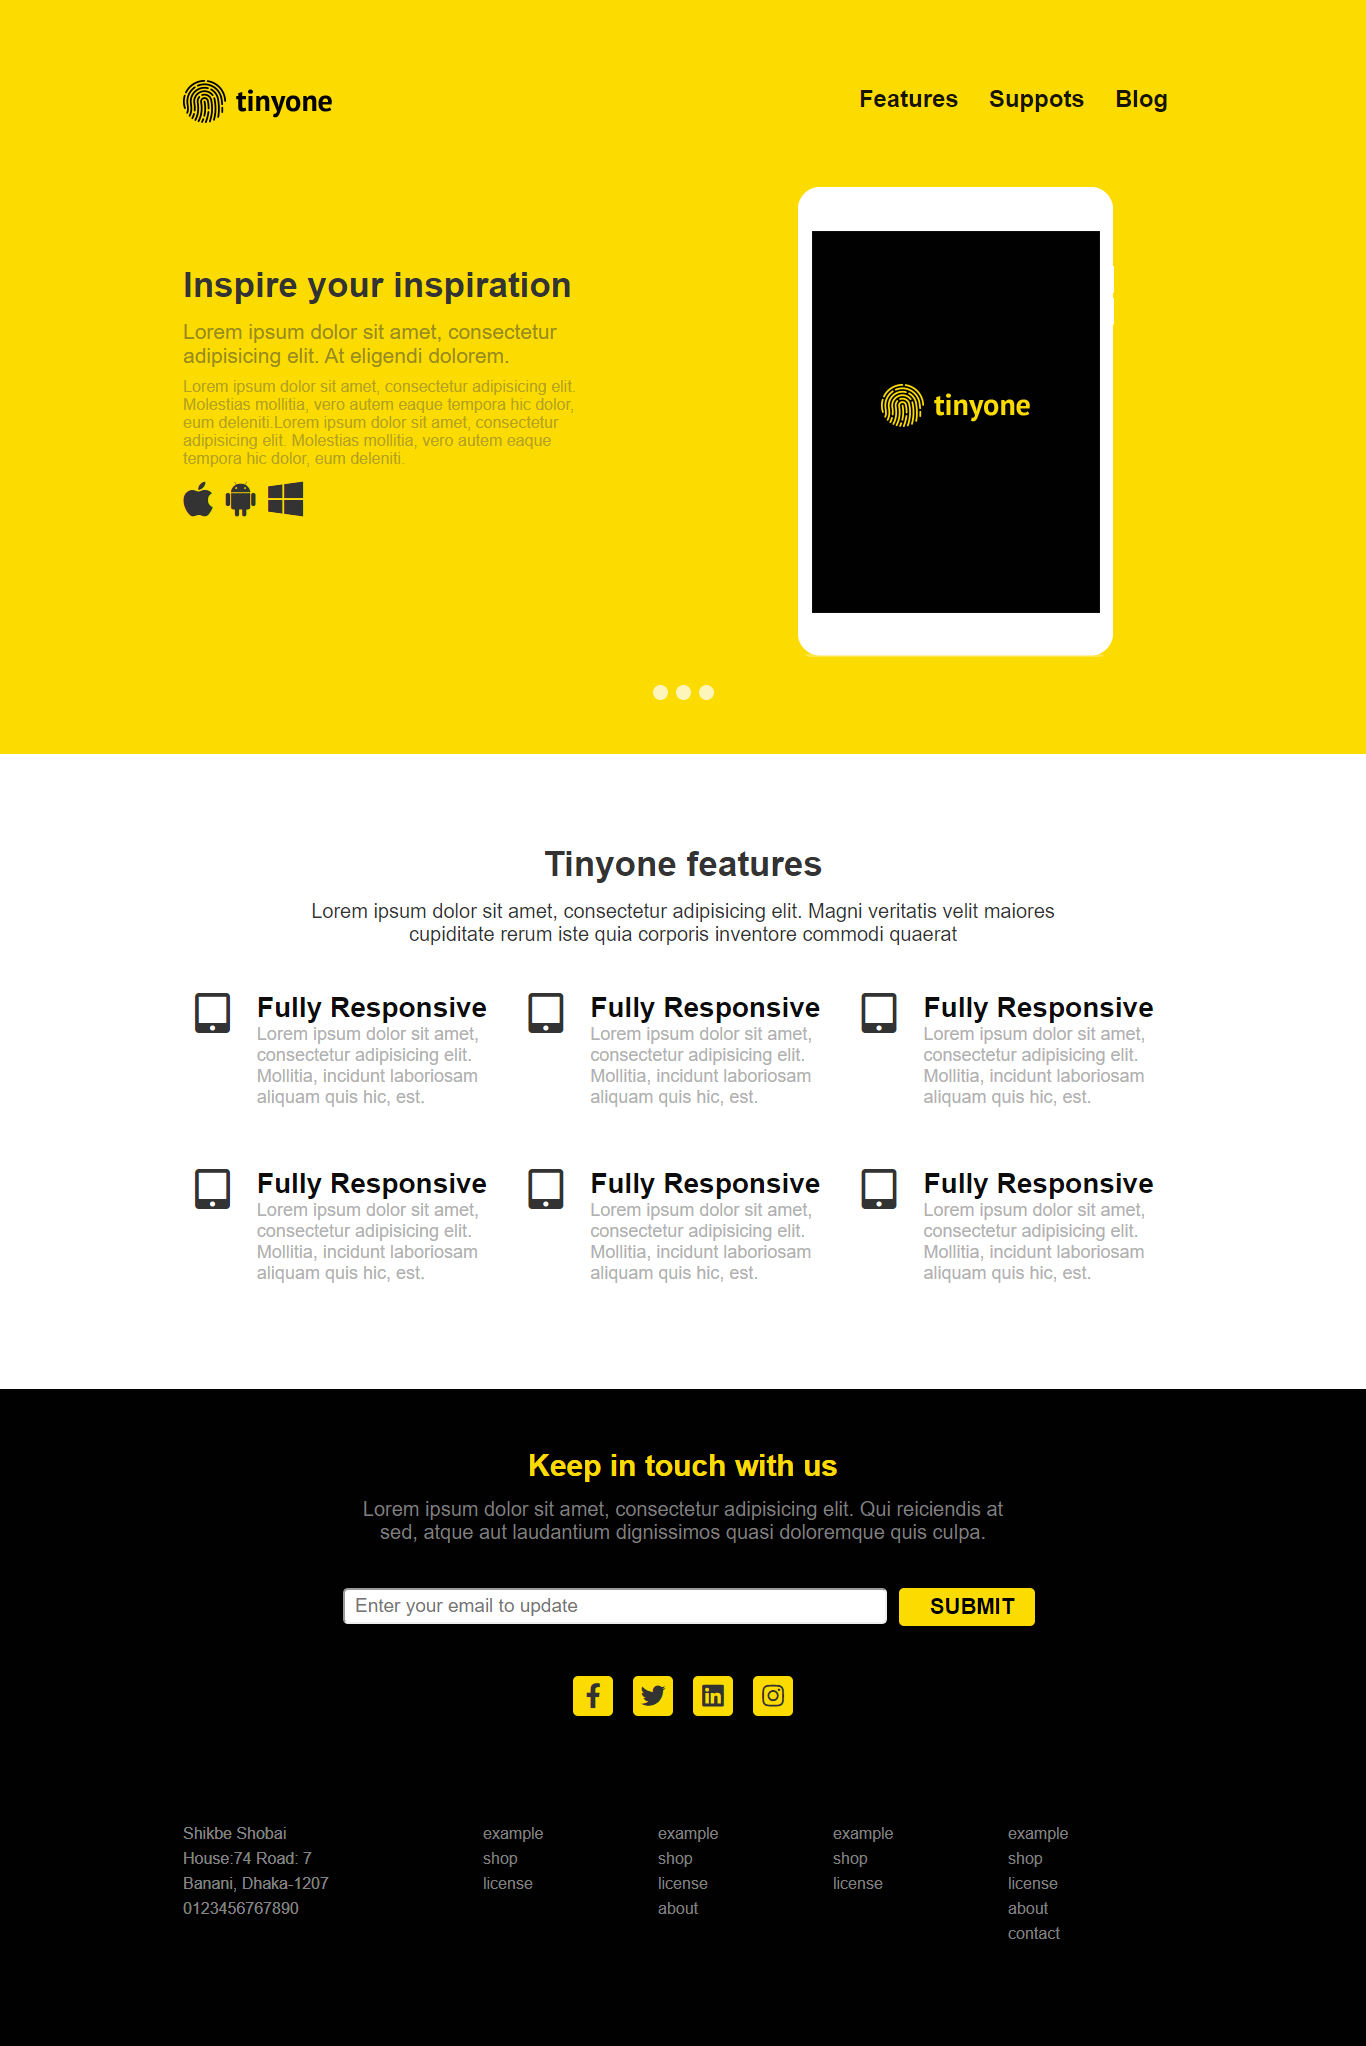 tinyone
Features Suppots Blog
Inspire your inspiration
Lorem ipsum dolor sit amet, consectetur
adipisicing elit. At eligendi dolorem.
Lorem ipsum dolor sit amet, consectetur adipisicing elit.
Molestias mollitia, vero autem eaque tempora hic dolor,
eum deleniti.Lorem ipsum dolor sit amet, consectetur
adipisicing elit. Molestias mollitia, vero autem eaque
tempora hic dolor, eum deleniti.
tinyone
Tinyone features
Lorem ipsum dolor sit amet, consectetur adipisicing elit. Magni veritatis velit maiores
cupiditate rerum iste quia corporis inventore commodi quaerat
Fully Responsive
Lorem ipsum dolor sit amet,
consectetur adipisicing elit.
Mollitia, incidunt laboriosam
aliquam quis hic, est.
Fully Responsive
Lorem ipsum dolor sit amet,
consectetur adipisicing elit.
Mollitia, incidunt laboriosam
aliquam quis hic, est.
Fully Responsive
Lorem ipsum dolor sit amet,
consectetur adipisicing elit.
Mollitia, incidunt laboriosam
aliquam quis hic, est.
Fully Responsive
Lorem ipsum dolor sit amet,
consectetur adipisicing elit.
Mollitia, incidunt laboriosam
aliquam quis hic, est.
Fully Responsive
Lorem ipsum dolor sit amet,
consectetur adipisicing elit.
Mollitia, incidunt laboriosam
aliquam quis hic, est.
Fully Responsive
Lorem ipsum dolor sit amet,
consectetur adipisicing elit.
Mollitia, incidunt laboriosam
aliquam quis hic, est.
Keep in touch with us
Lorem ipsum dolor sit amet, consectetur adipisicing elit. Qui reiciendis at
sed, atque aut laudantium dignissimos quasi doloremque quis culpa.
Enter your email to update
SUBMIT
Shikbe Shobai
House:74 Road: 7
Banani, Dhaka-1207
0123456767890
example
shop
license
example
shop
license
about
example
shop
license
example
shop
license
about
contact